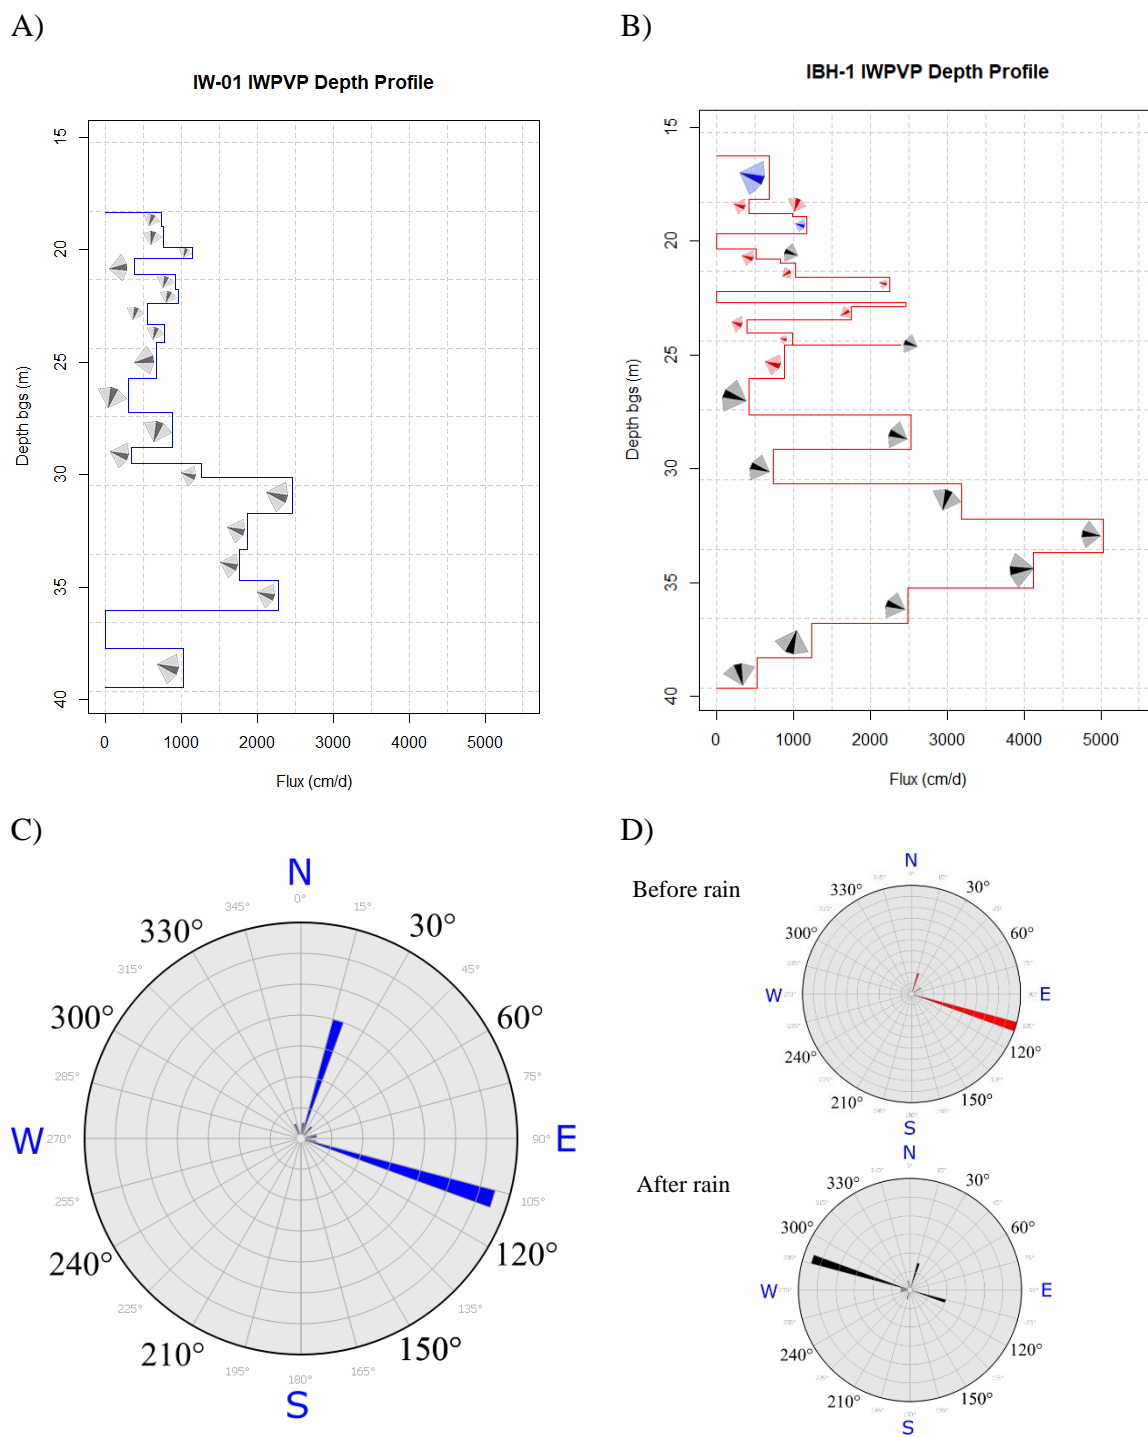 A)
B)
IW-01 IWPVP Depth Profile
IBH-1 IWPVP Depth Profile
Depth bgs (m)
15
20
25
30
35
40
0 1000 2000 3000 4000 5000
Flux (cm/d)
Depth bgs (m)
15
20
25
30
35
40
0 1000 2000 3000 4000 5000
Flux (cm/d)
C)
N
0°
15°
30°
45°
60°
75°
90° E
105°
120°
135°
150°
165°
180°
S
195°
210°
225°
240°
255°
W 270°
285°
300°
315°
330°
345°
D)
Before rain
N
30°
60°
E
120°
150°
S
210°
240°
W
300°
330°
After rain
N
30°
60°
E
120°
150°
S
210°
240°
W
300°
330°